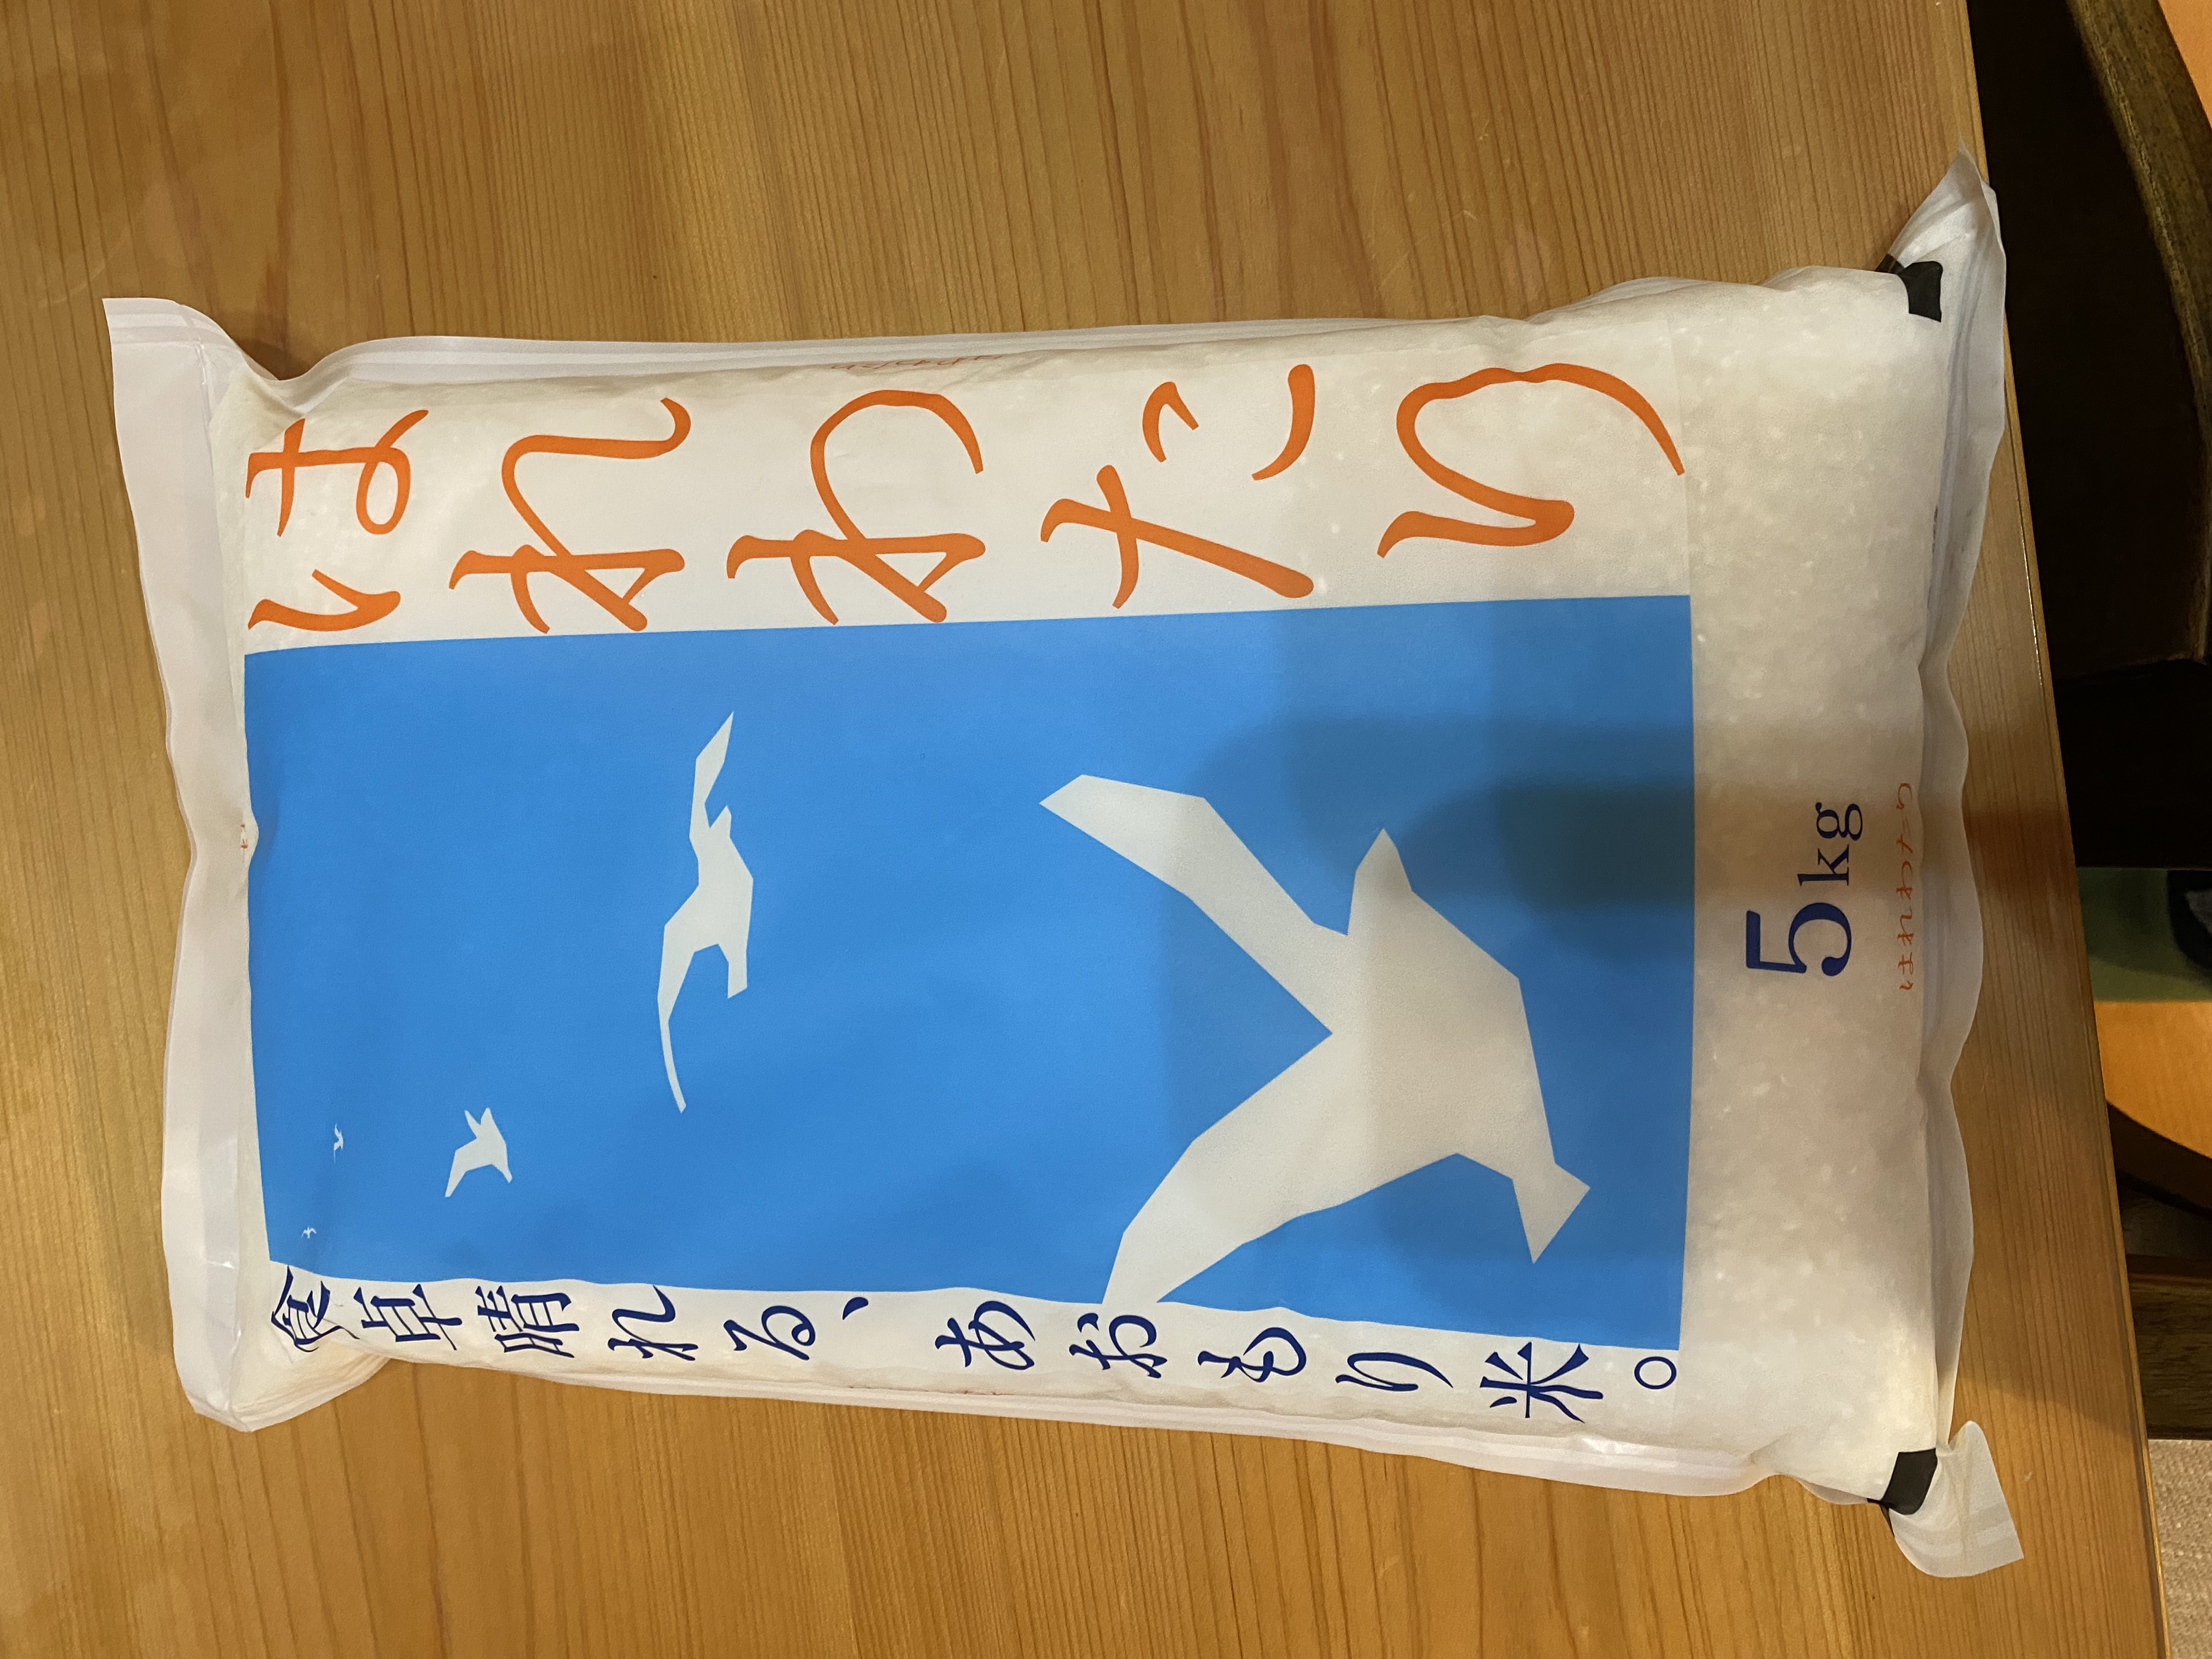 はれわたり
食卓晴れる、あおもり米。
5kg
はれわたり